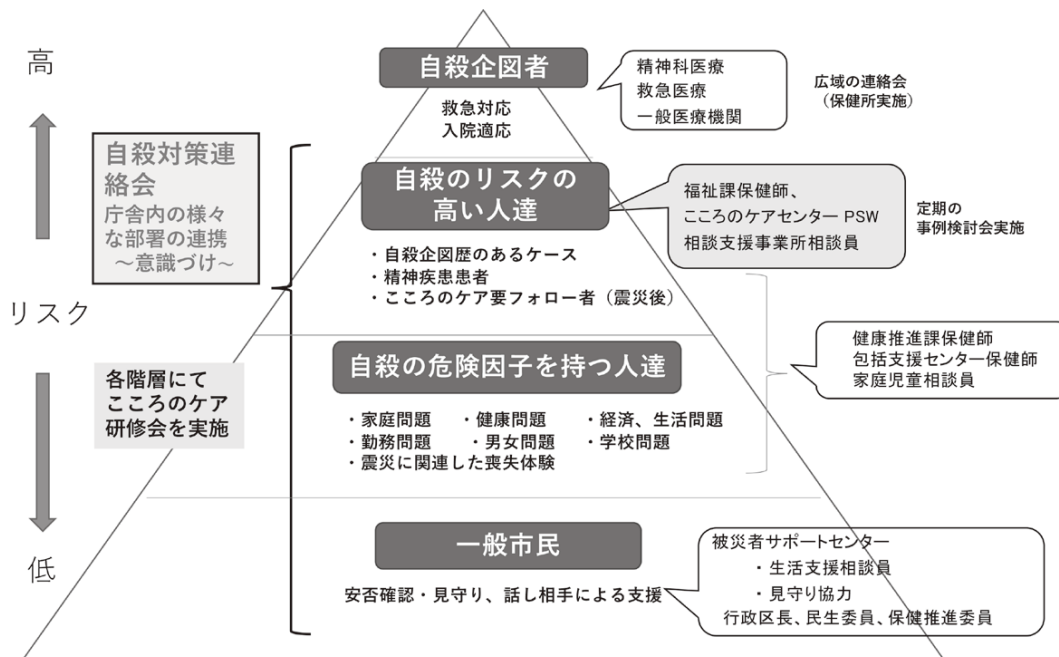 高
リスク
低
自殺対策連
絡会
庁舎内の様々
な部署の連携
～意識づけ～
各階層にて
こころのケア
研修会を実施
自殺企図者
救急対応
入院適応
精神科医療
救急医療
一般医療機関
広域の連絡会
（保健所実施）
自殺のリスクの
高い人達
・自殺企図歴のあるケース
・精神疾患患者
・こころのケア要フォロー者（震災後）
福祉課保健師、
こころのケアセンター PSW
相談支援事業所相談員
定期の
事例検討会実施
自殺の危険因子を持つ人達
・家庭問題　・健康問題　・経済、生活問題
・勤務問題　・男女問題　・学校問題
・震災に関連した喪失体験
健康推進課保健師
包括支援センター保健師
家庭児童相談員
一般市民
安否確認・見守り、話し相手による支援
被災者サポートセンター
・生活支援相談員
・見守り協力
行政区長、民生委員、保健推進委員